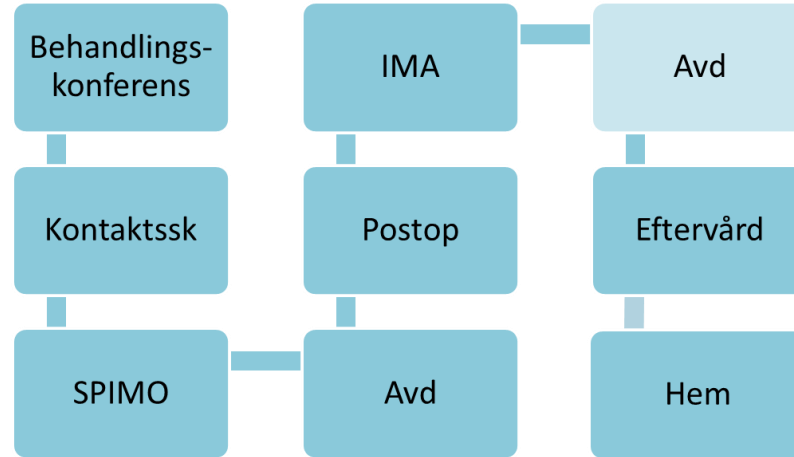 Behandlings-
konferens
Kontaktssk
SPIMO
Avd
Postop
IMA
Avd
Eftervård
Hem